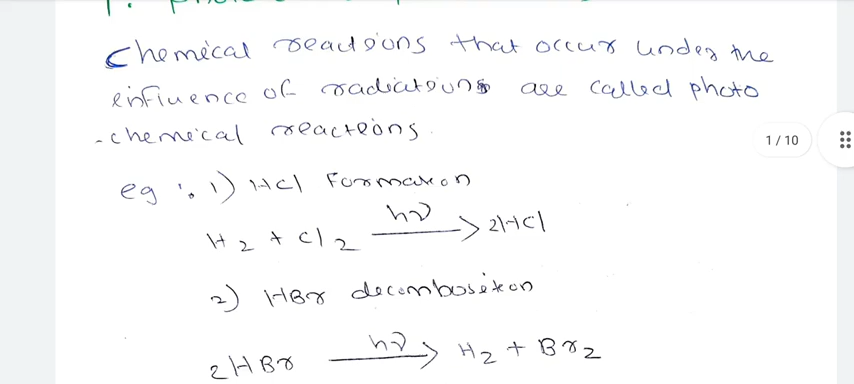 Chemical reactions that occur under the
influence of radiations are called photo
-chemical reactions.
1 / 10
eg :. 1) HCl Formation
H2 + Cl2 hν → 2HCl
2) HBr decomposition
2HBr hν → H2 + Br2